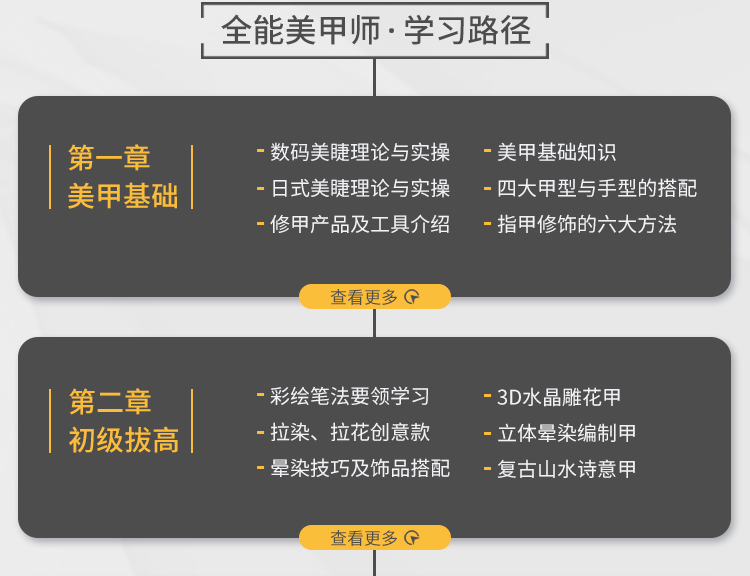 全能美甲师·学习路径
第一章
美甲基础
- 数码美睫理论与实操
- 日式美睫理论与实操
- 修甲产品及工具介绍
- 美甲基础知识
- 四大甲型与手型的搭配
- 指甲修饰的六大方法
查看更多
第二章
初级拔高
- 彩绘笔法要领学习
- 拉染、拉花创意款
- 晕染技巧及饰品搭配
- 3D水晶雕花甲
- 立体晕染编制甲
- 复古山水诗意甲
查看更多